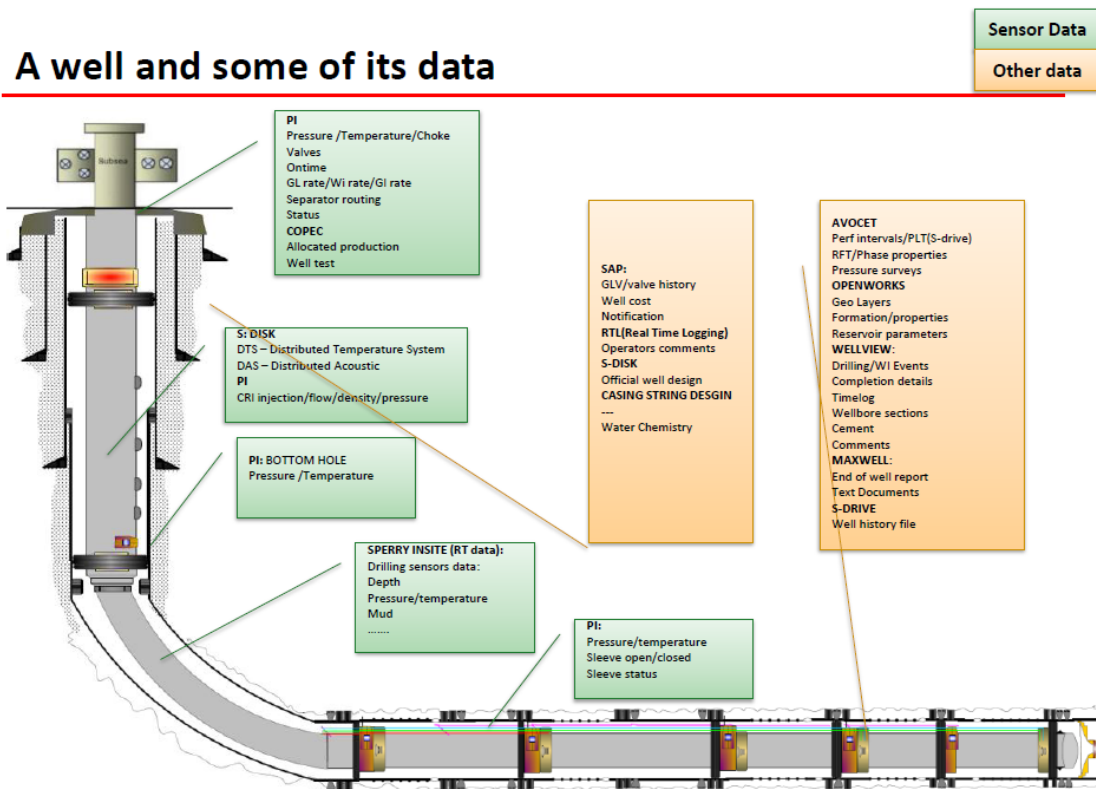 Sensor Data
Other data
A well and some of its data
Subsea
PI
Pressure /Temperature/Choke
Valves
Ontime
GL rate/Wi rate/GI rate
Separator routing
Status
COPEC
Allocated production
Well test
S: DISK
DTS – Distributed Temperature System
DAS – Distributed Acoustic
PI
CRI injection/flow/density/pressure
PI: BOTTOM HOLE
Pressure /Temperature
SPERRY INSITE (RT data):
Drilling sensors data:
Depth
Pressure/temperature
Mud
.......
PI:
Pressure/temperature
Sleeve open/closed
Sleeve status
SAP:
GLV/valve history
Well cost
Notification
RTL(Real Time Logging)
Operators comments
S-DISK
Official well design
CASING STRING DESGIN
---
Water Chemistry
AVOCET
Perf intervals/PLT(S-drive)
RFT/Phase properties
Pressure surveys
OPENWORKS
Geo Layers
Formation/properties
Reservoir parameters
WELLVIEW:
Drilling/WI Events
Completion details
Timelog
Wellbore sections
Cement
Comments
MAXWELL:
End of well report
Text Documents
S-DRIVE
Well history file